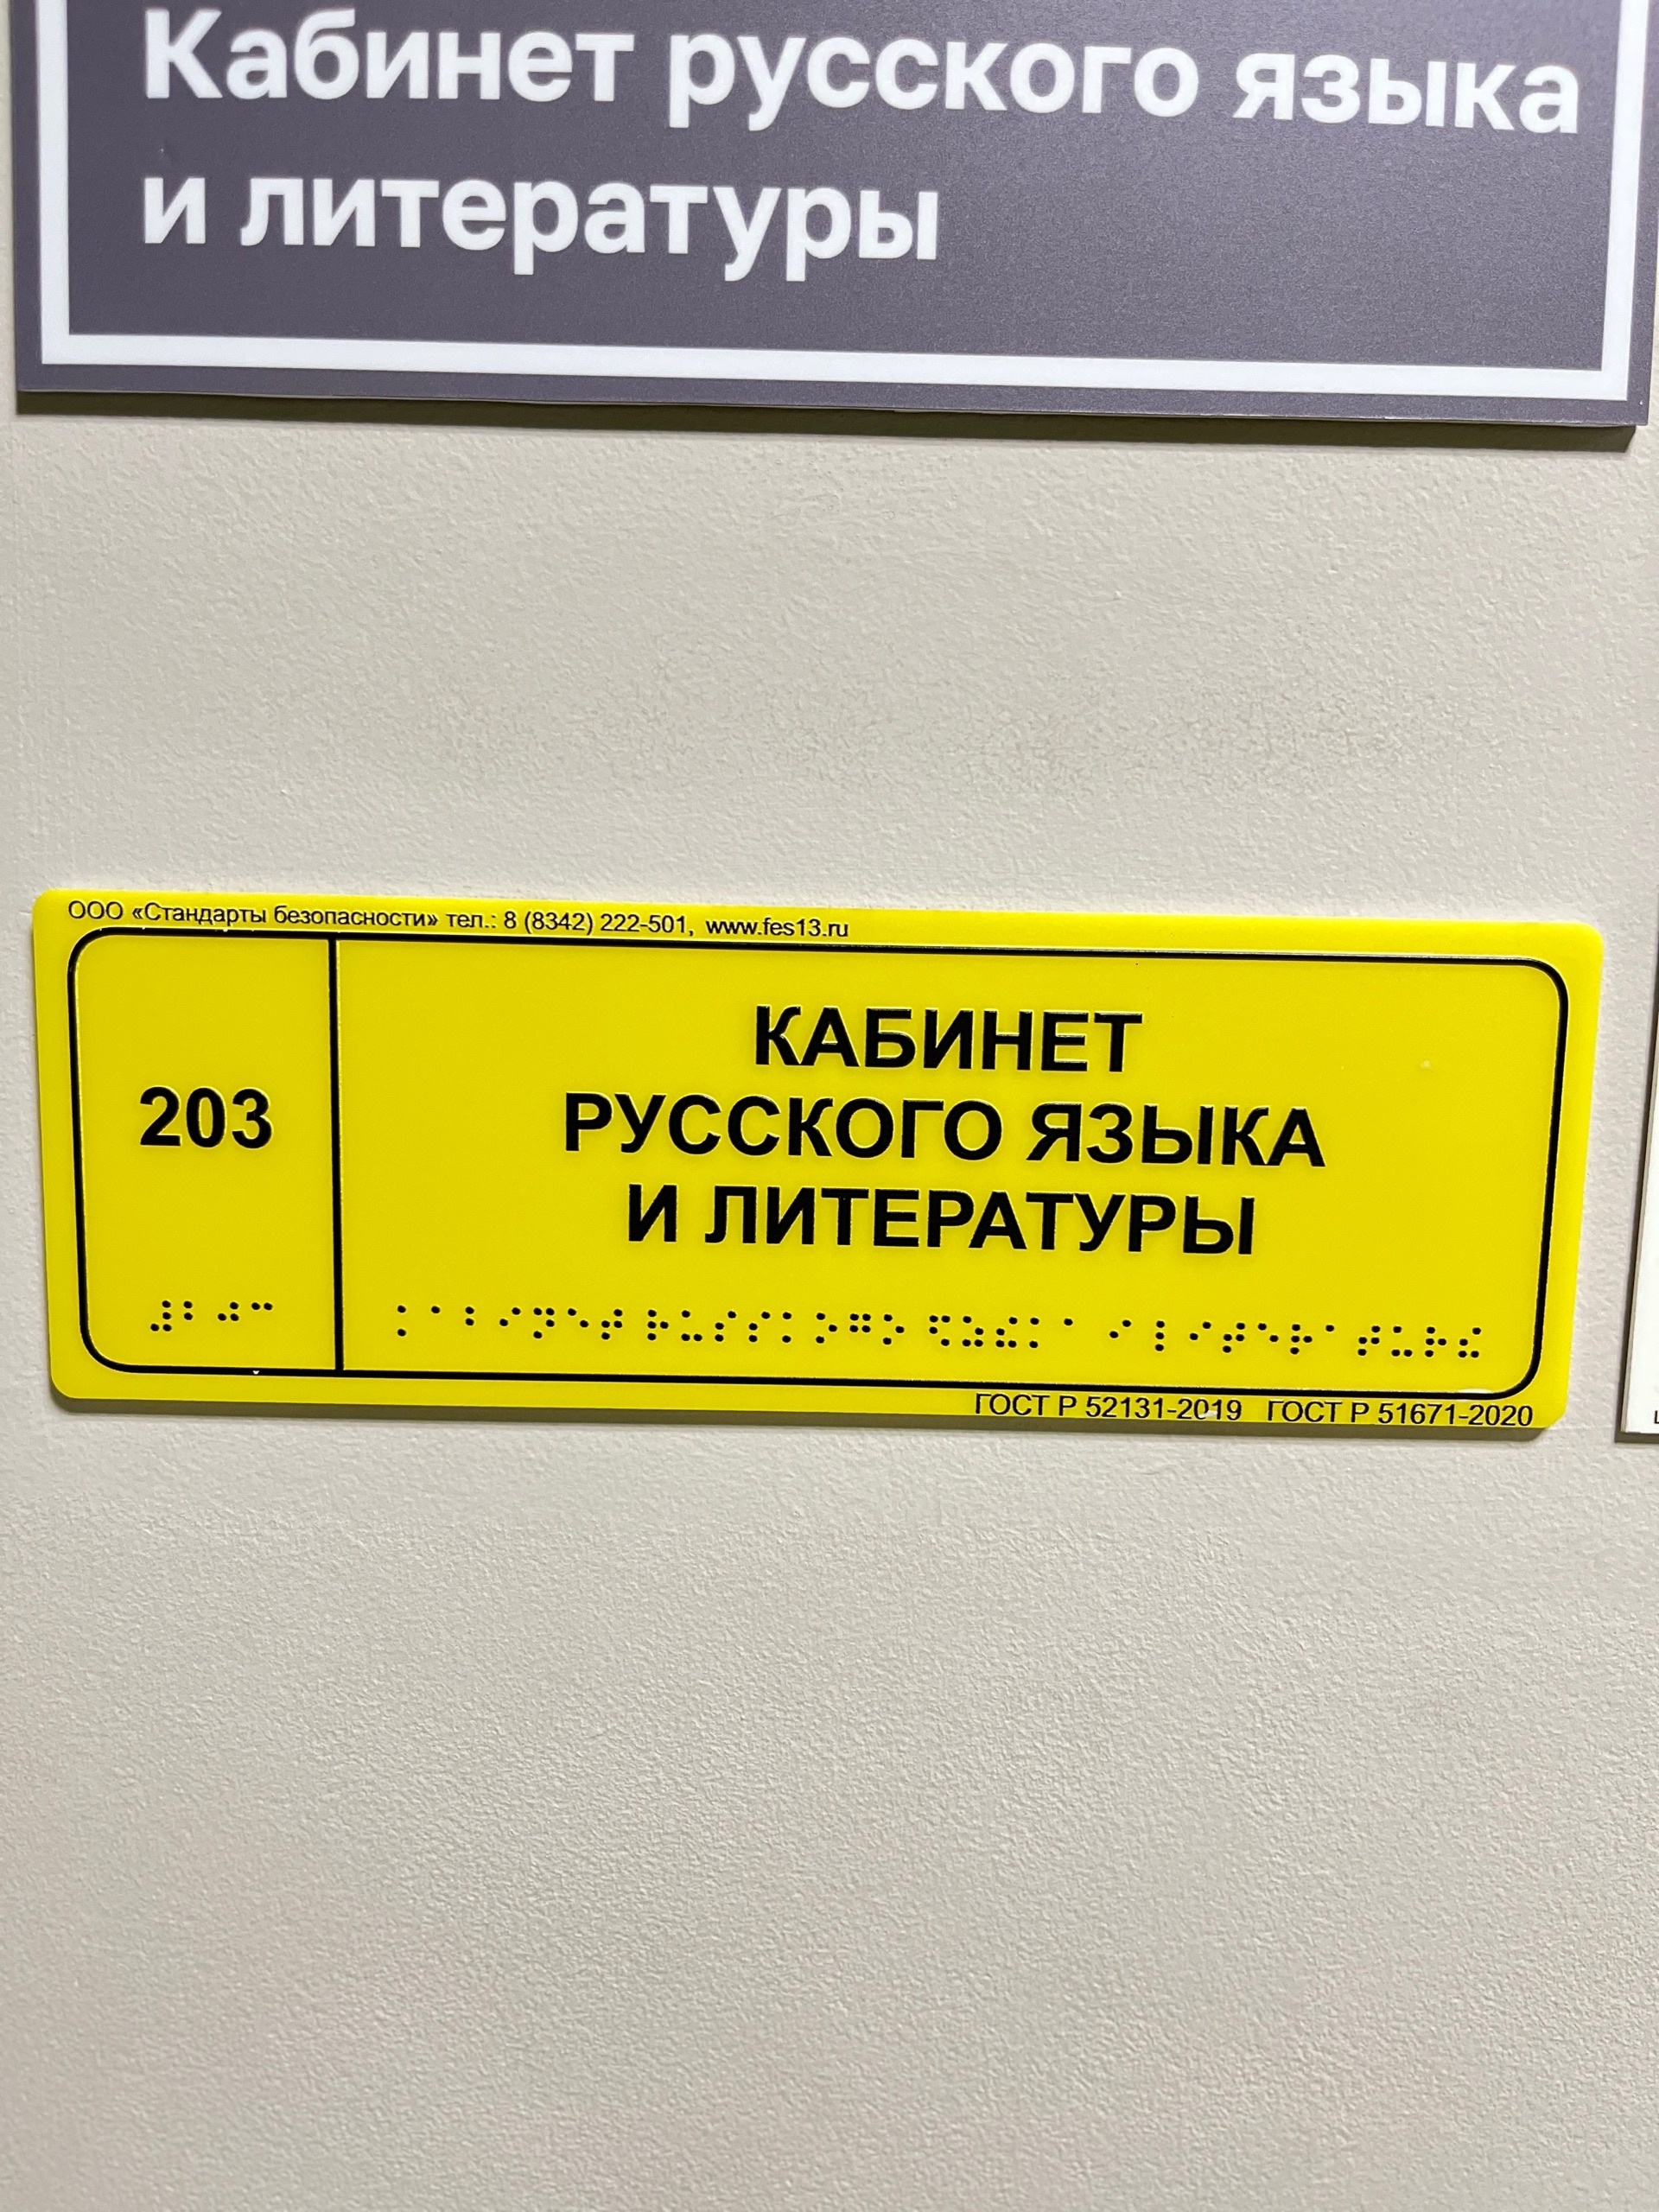 Кабинет русского языка
и литературы
ООО «Стандарты безопасности» тел.: 8 (8342) 222-501, www.fes13.ru
203
КАБИНЕТ
РУССКОГО ЯЗЫКА
И ЛИТЕРАТУРЫ
⠼⠃⠚⠉ ⠅⠁⠃⠊⠝⠑⠞ ⠗⠥⠎⠎⠅⠕⠛⠕ ⠫⠵⠮⠅⠁ ⠊ ⠇⠊⠞⠑⠗⠁⠞⠥⠗⠮
ГОСТ Р 52131-2019 ГОСТ Р 51671-2020